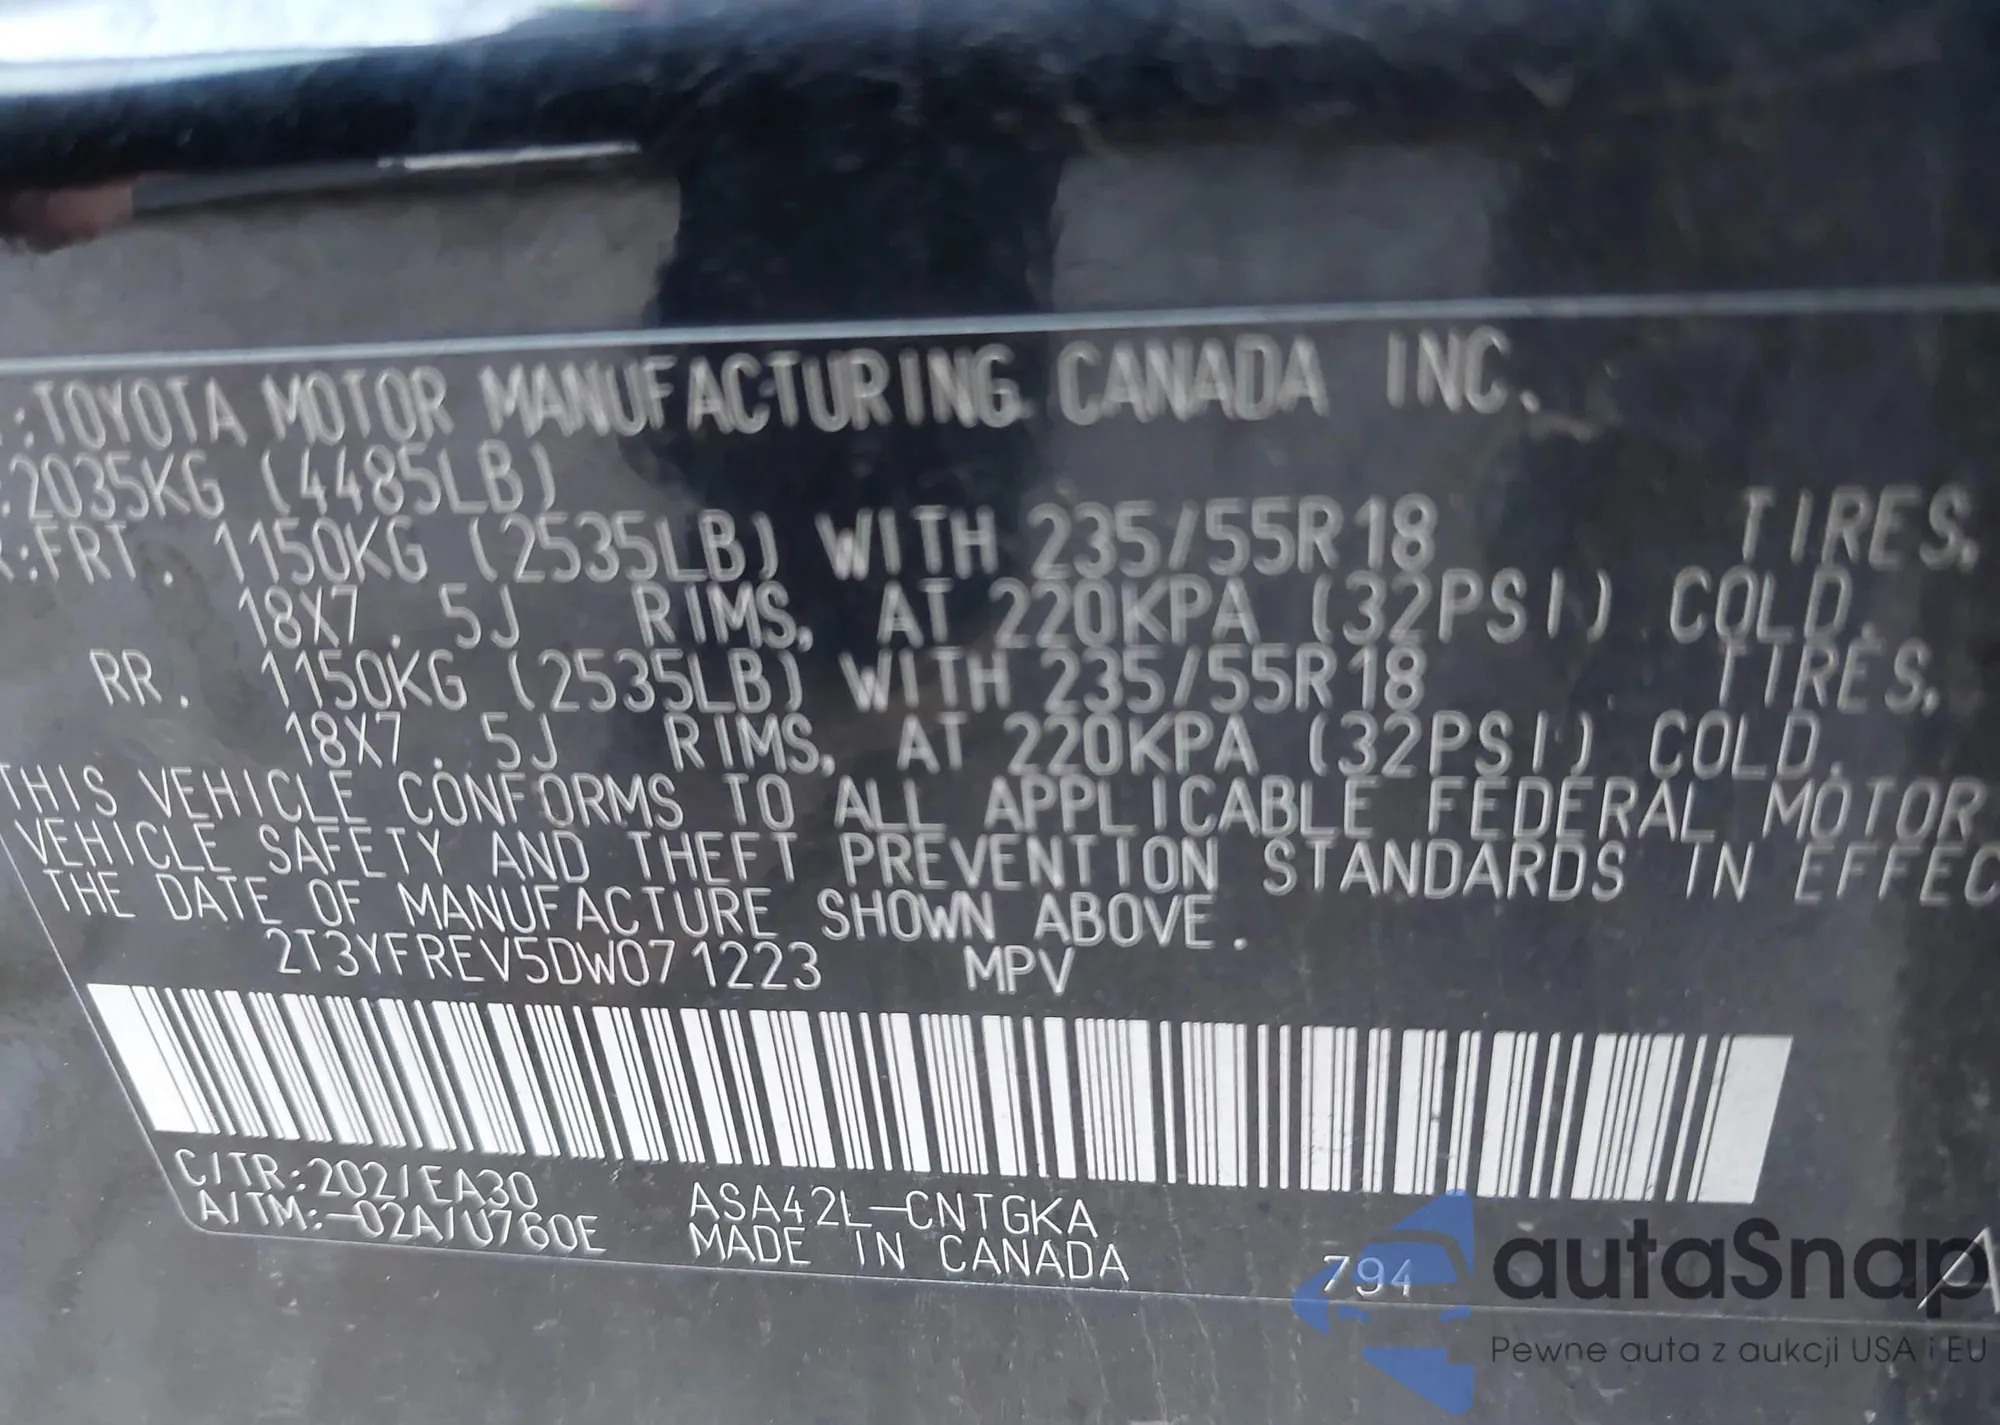 :TOYOTA MOTOR MANUFACTURING CANADA INC.
:2035KG (4485LB)
R:FRT. 1150KG (2535LB) WITH 235/55R18 TIRES,
18X7.5J RIMS, AT 220KPA (32PSI) COLD.
RR. 1150KG (2535LB) WITH 235/55R18 TIRES,
18X7.5J RIMS, AT 220KPA (32PSI) COLD.
THIS VEHICLE CONFORMS TO ALL APPLICABLE FEDERAL MOTOR
VEHICLE SAFETY AND THEFT PREVENTION STANDARDS IN EFFEC
THE DATE OF MANUFACTURE SHOWN ABOVE.
2T3YFREV5DW071223 MPV
C/TR:202/EA30
A/TM:-02A/U760E
ASA42L-CNTGKA
MADE IN CANADA
794
A
autaSnap
Pewne auta z aukcji USA i EU